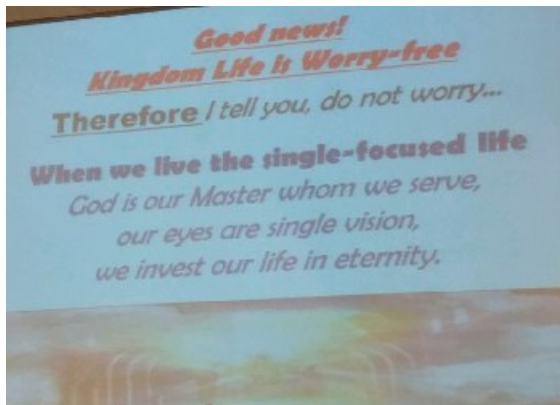 Good news!
Kingdom Life is Worry-free
Therefore I tell you, do not worry...
When we live the single-focused life
God is our Master whom we serve,
our eyes are single vision,
we invest our life in eternity.